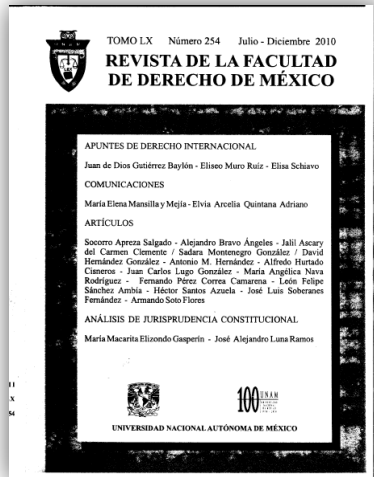 TOMO LX Número 254 Julio - Diciembre 2010
REVISTA DE LA FACULTAD
DE DERECHO DE MÉXICO
APUNTES DE DERECHO INTERNACIONAL
Juan de Dios Gutiérrez Baylón - Eliseo Muro Ruiz - Elisa Schiavo
COMUNICACIONES
María Elena Mansilla y Mejía - Elvia Arcelia Quintana Adriano
ARTÍCULOS
Socorro Apreza Salgado - Alejandro Bravo Ángeles - Jalil Ascary
del Carmen Clemente / Sadara Montenegro González / David
Hernández González - Antonio M. Hernández - Alfredo Hurtado
Cisneros - Juan Carlos Lugo González - María Angélica Nava
Rodríguez - Fernando Pérez Correa Camarena - León Felipe
Sánchez Ambía - Héctor Santos Azuela - José Luis Soberanes
Fernández - Armando Soto Flores
ANÁLISIS DE JURISPRUDENCIA CONSTITUCIONAL
María Macarita Elizondo Gasperín - José Alejandro Luna Ramos
100 UNAM
UNIVERSIDAD NACIONAL AUTÓNOMA DE MÉXICO